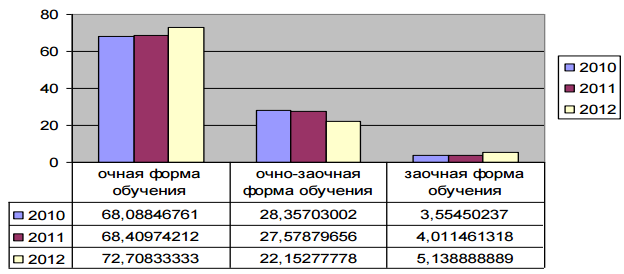 80
60
40
20
0
2010
2011
2012
очная форма обучения
очно-заочная форма обучения
заочная форма обучения
2010 68,08846761 28,35703002 3,55450237
2011 68,40974212 27,57879656 4,011461318
2012 72,70833333 22,15277778 5,138888889